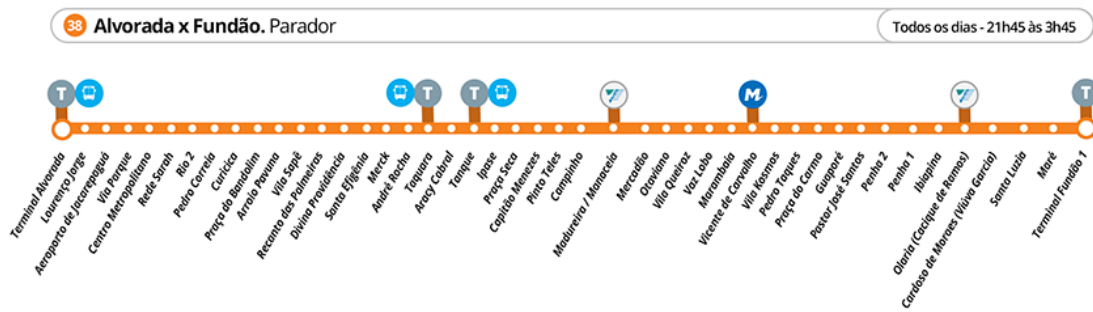 38 Alvorada x Fundão. Parador
Todos os dias - 21h45 às 3h45
T
T
T
M
T
Terminal Alvorada
Lourenço Jorge
Aeroporto de Jacarepaguá
Via Parque
Centro Metropolitano
Rede Sarah
Rio 2
Pedro Correia
Curicica
Praça do Bandolim
Arroio Pavuna
Vila Sapê
Recanto das Palmeiras
Divina Providência
Santa Efigênia
Merck
André Rocha
Taquara
Aracy Cabral
Tanque
Ipase
Praça Seca
Capitão Menezes
Pinto Teles
Campinho
Madureira / Manaceia
Mercadão
Otaviano
Vila Queiroz
Vaz Lobo
Marambaia
Vicente de Carvalho
Vila Kosmos
Pedro Taques
Praça do Carmo
Guaporé
Pastor José Santos
Penha 2
Penha 1
Ibiapina
Olaria (Cacique de Ramos)
Cardoso de Moraes (Viúva Garcia)
Santa Luzia
Maré
Terminal Fundão 1